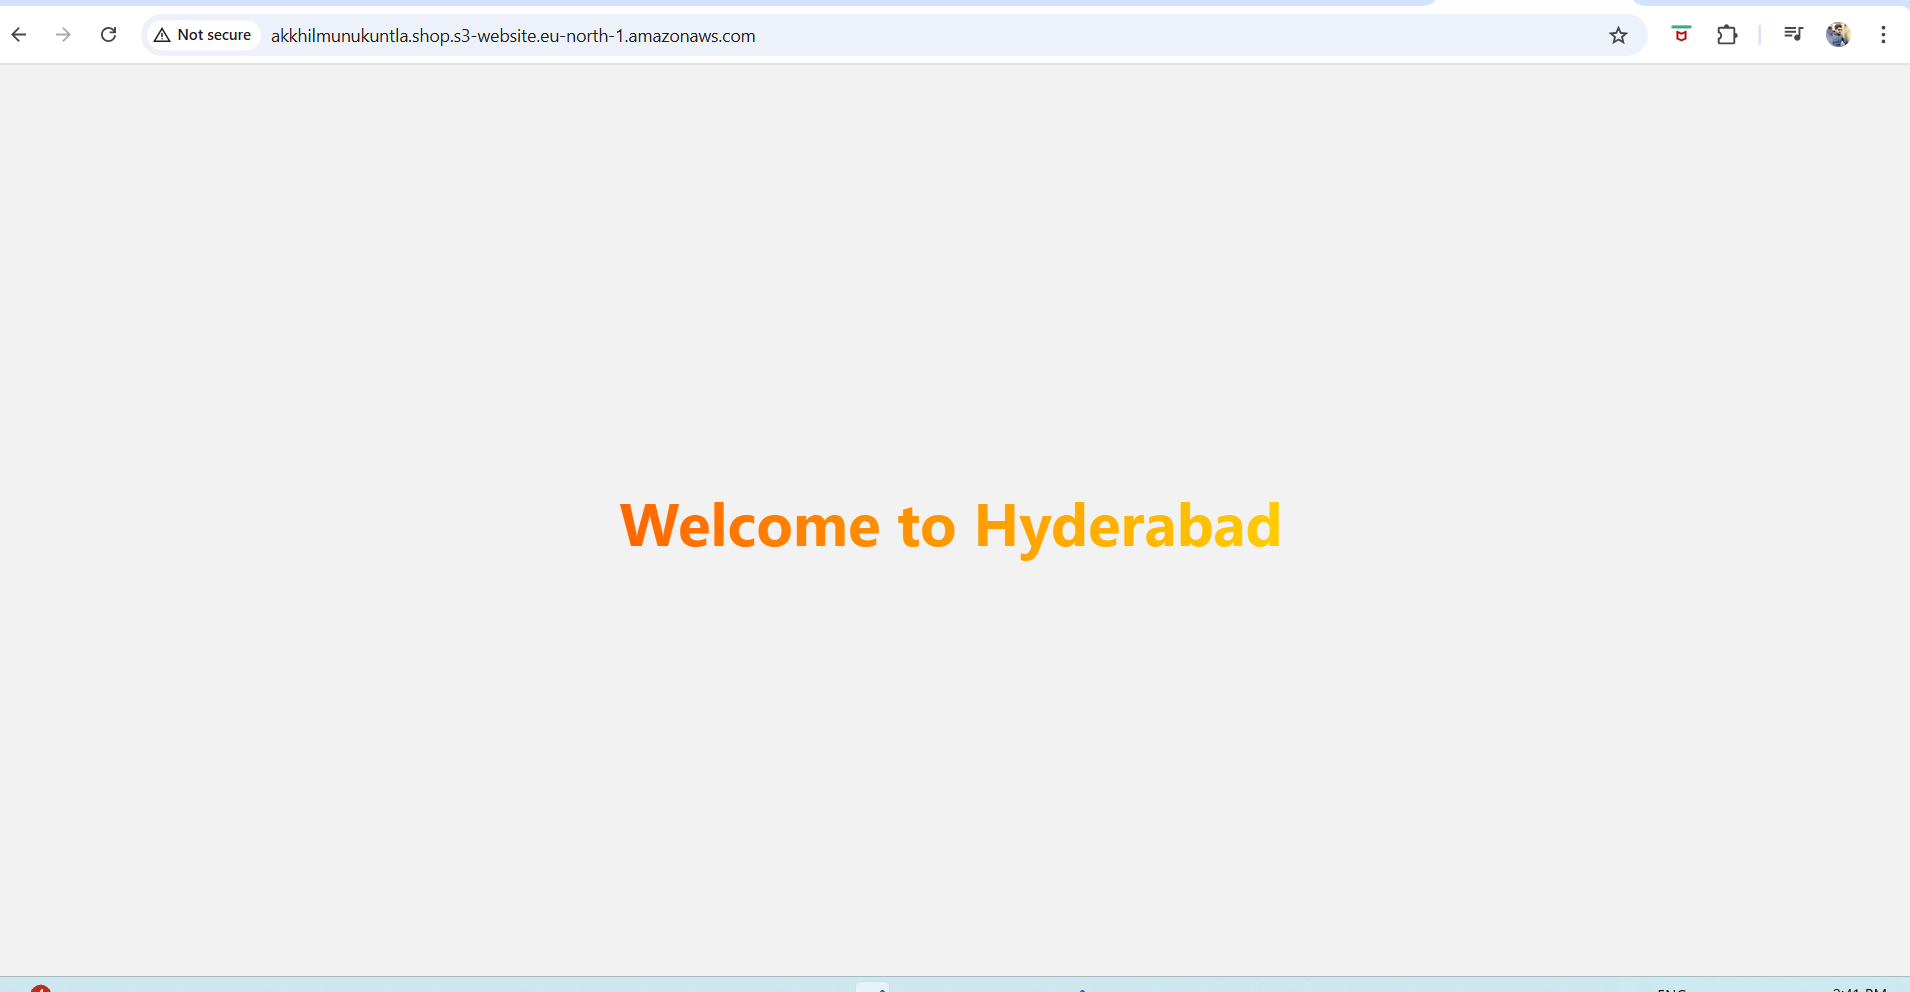 Not secure
akkhilmunukuntla.shop.s3-website.eu-north-1.amazonaws.com
Welcome to Hyderabad